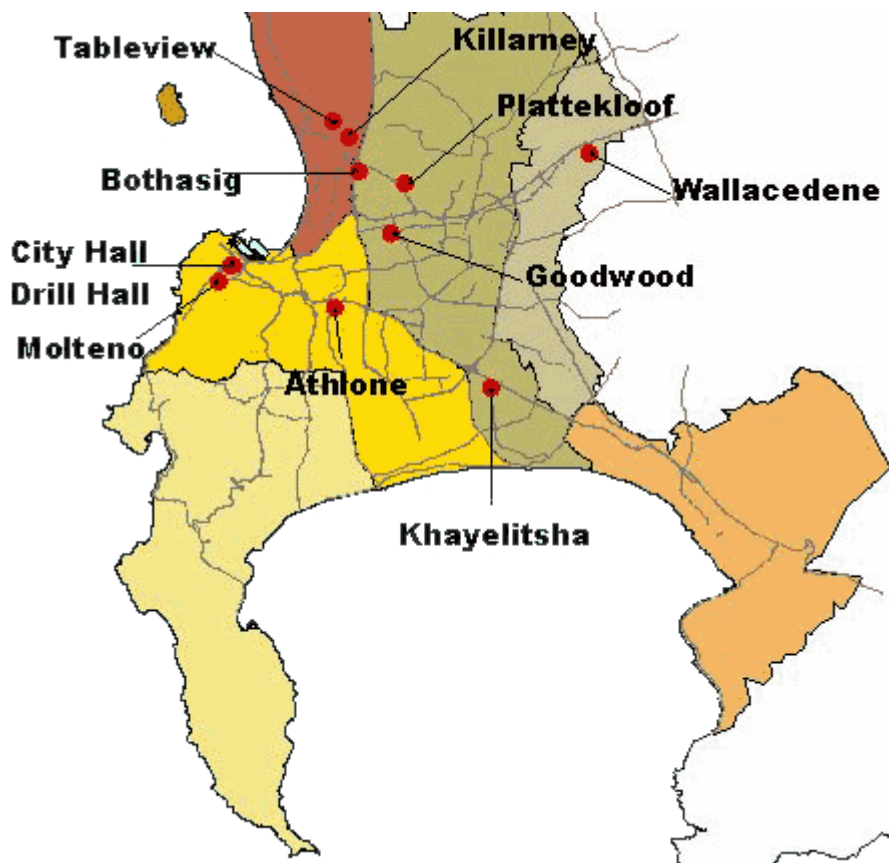 Tableview
Killarney
Plattekloof
Bothasig
Wallacedene
City Hall
Drill Hall
Goodwood
Molteno
Athlone
Khayelitsha